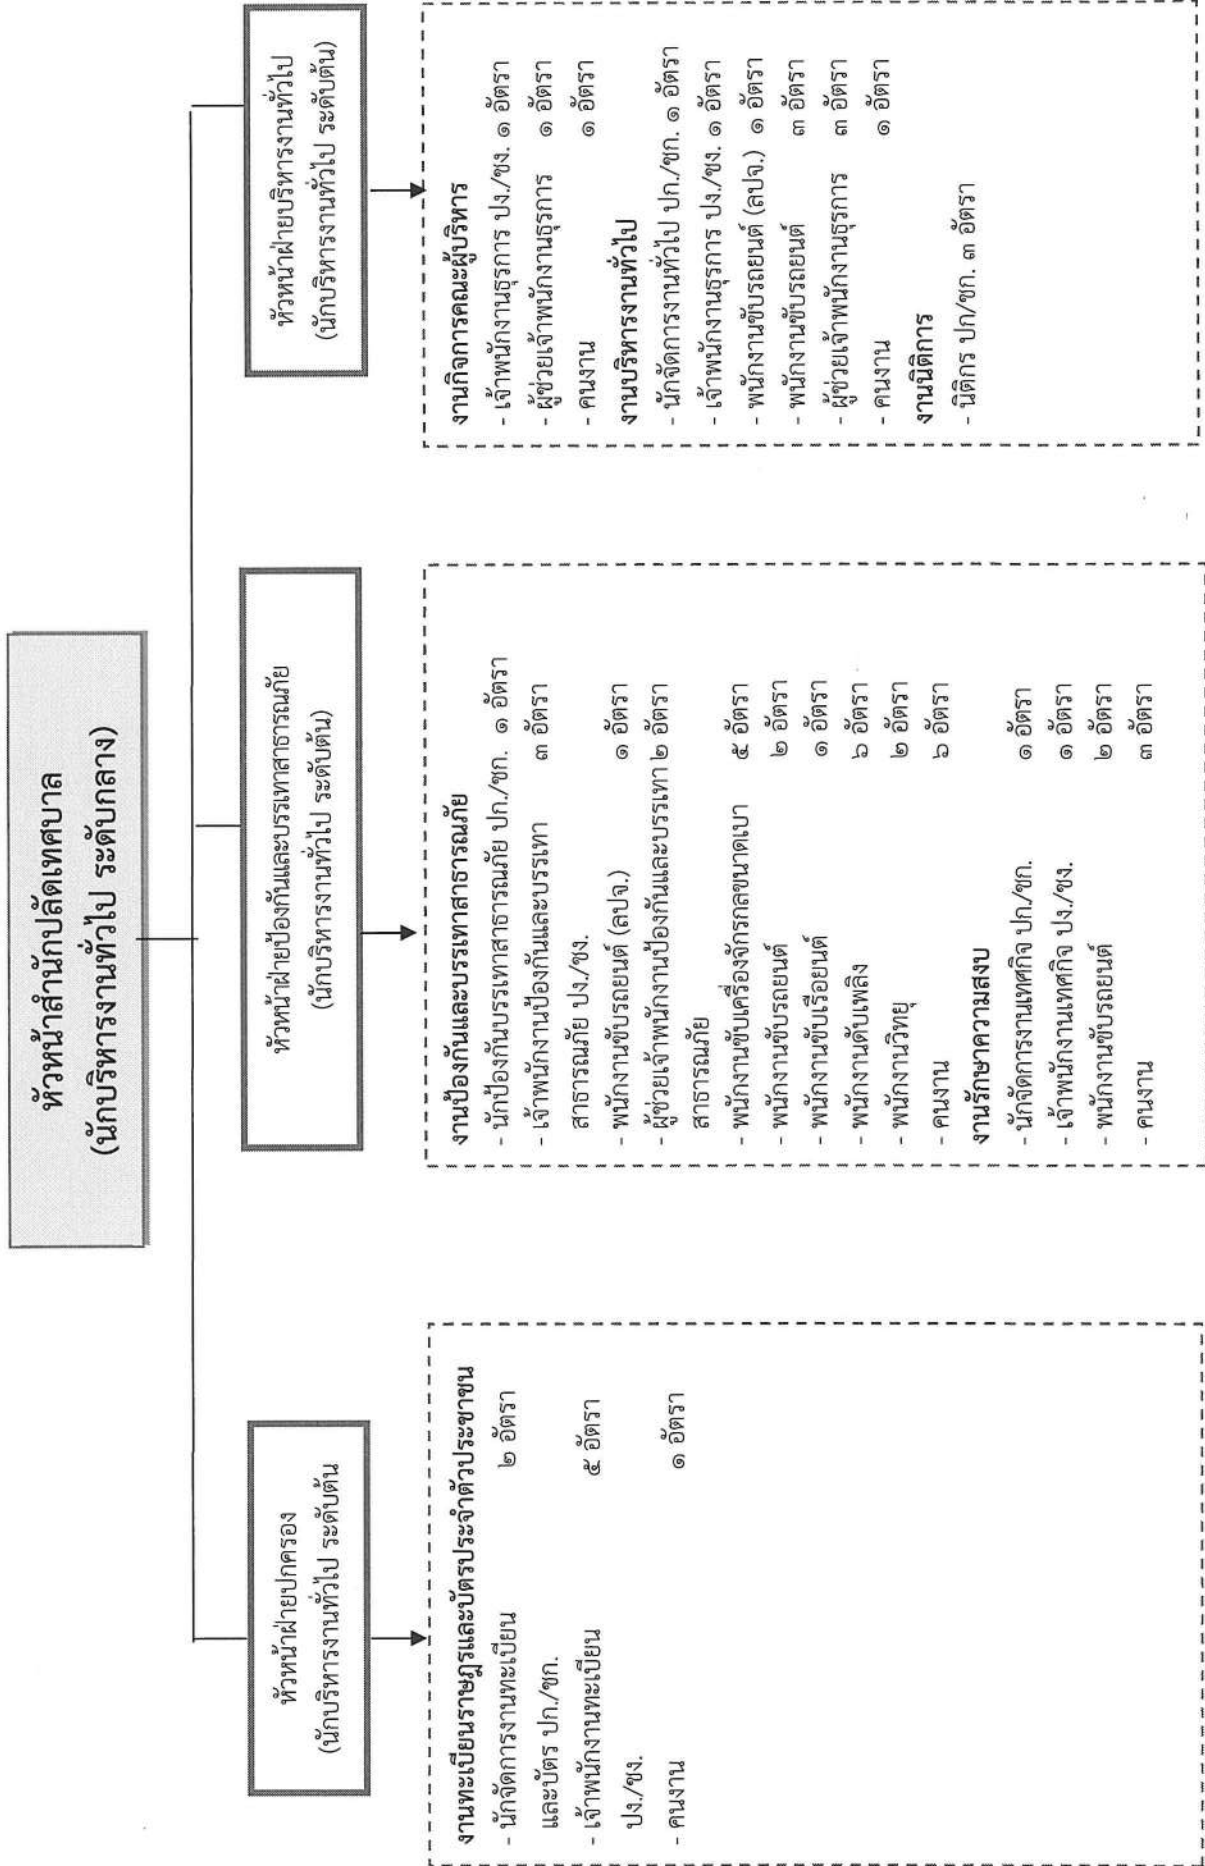 หัวหน้าสำนักปลัดเทศบาล
(นักบริหารงานทั่วไป ระดับกลาง)
หัวหน้าฝ่ายปกครอง
(นักบริหารงานทั่วไป ระดับต้น
งานทะเบียนราษฎรและบัตรประจำตัวประชาชน
- นักจัดการงานทะเบียน ๒ อัตรา
และบัตร ปก./ชก.
- เจ้าพนักงานทะเบียน ๕ อัตรา
ปง./ชง.
- คนงาน ๑ อัตรา
หัวหน้าฝ่ายป้องกันและบรรเทาสาธารณภัย
(นักบริหารงานทั่วไป ระดับต้น)
งานป้องกันและบรรเทาสาธารณภัย
- นักป้องกันบรรเทาสาธารณภัย ปก./ชก. ๑ อัตรา
- เจ้าพนักงานป้องกันและบรรเทา ๓ อัตรา
สาธารณภัย ปง./ชง.
- พนักงานขับรถยนต์ (ลปจ.) ๑ อัตรา
- ผู้ช่วยเจ้าพนักงานป้องกันและบรรเทา ๒ อัตรา
สาธารณภัย
- พนักงานขับเครื่องจักรกลขนาดเบา ๕ อัตรา
- พนักงานขับรถยนต์ ๒ อัตรา
- พนักงานขับเรือยนต์ ๑ อัตรา
- พนักงานดับเพลิง ๖ อัตรา
- พนักงานวิทยุ ๒ อัตรา
- คนงาน ๖ อัตรา
งานรักษาความสงบ
- นักจัดการงานเทศกิจ ปก/ชก. ๑ อัตรา
- เจ้าพนักงานเทศกิจ ปง./ชง. ๑ อัตรา
- พนักงานขับรถยนต์ ๒ อัตรา
- คนงาน ๓ อัตรา
หัวหน้าฝ่ายบริหารงานทั่วไป
(นักบริหารงานทั่วไป ระดับต้น)
งานกิจการคณะผู้บริหาร
- เจ้าพนักงานธุรการ ปง./ชง. ๑ อัตรา
- ผู้ช่วยเจ้าพนักงานธุรการ ๑ อัตรา
- คนงาน ๑ อัตรา
งานบริหารงานทั่วไป
- นักจัดการงานทั่วไป ปก./ชก. ๑ อัตรา
- เจ้าพนักงานธุรการ ปง./ชง. ๑ อัตรา
- พนักงานขับรถยนต์ (ลปจ.) ๑ อัตรา
- พนักงานขับรถยนต์ ๓ อัตรา
- ผู้ช่วยเจ้าพนักงานธุรการ ๓ อัตรา
- คนงาน ๑ อัตรา
งานนิติการ
- นิติกร ปก/ชก. ๓ อัตรา